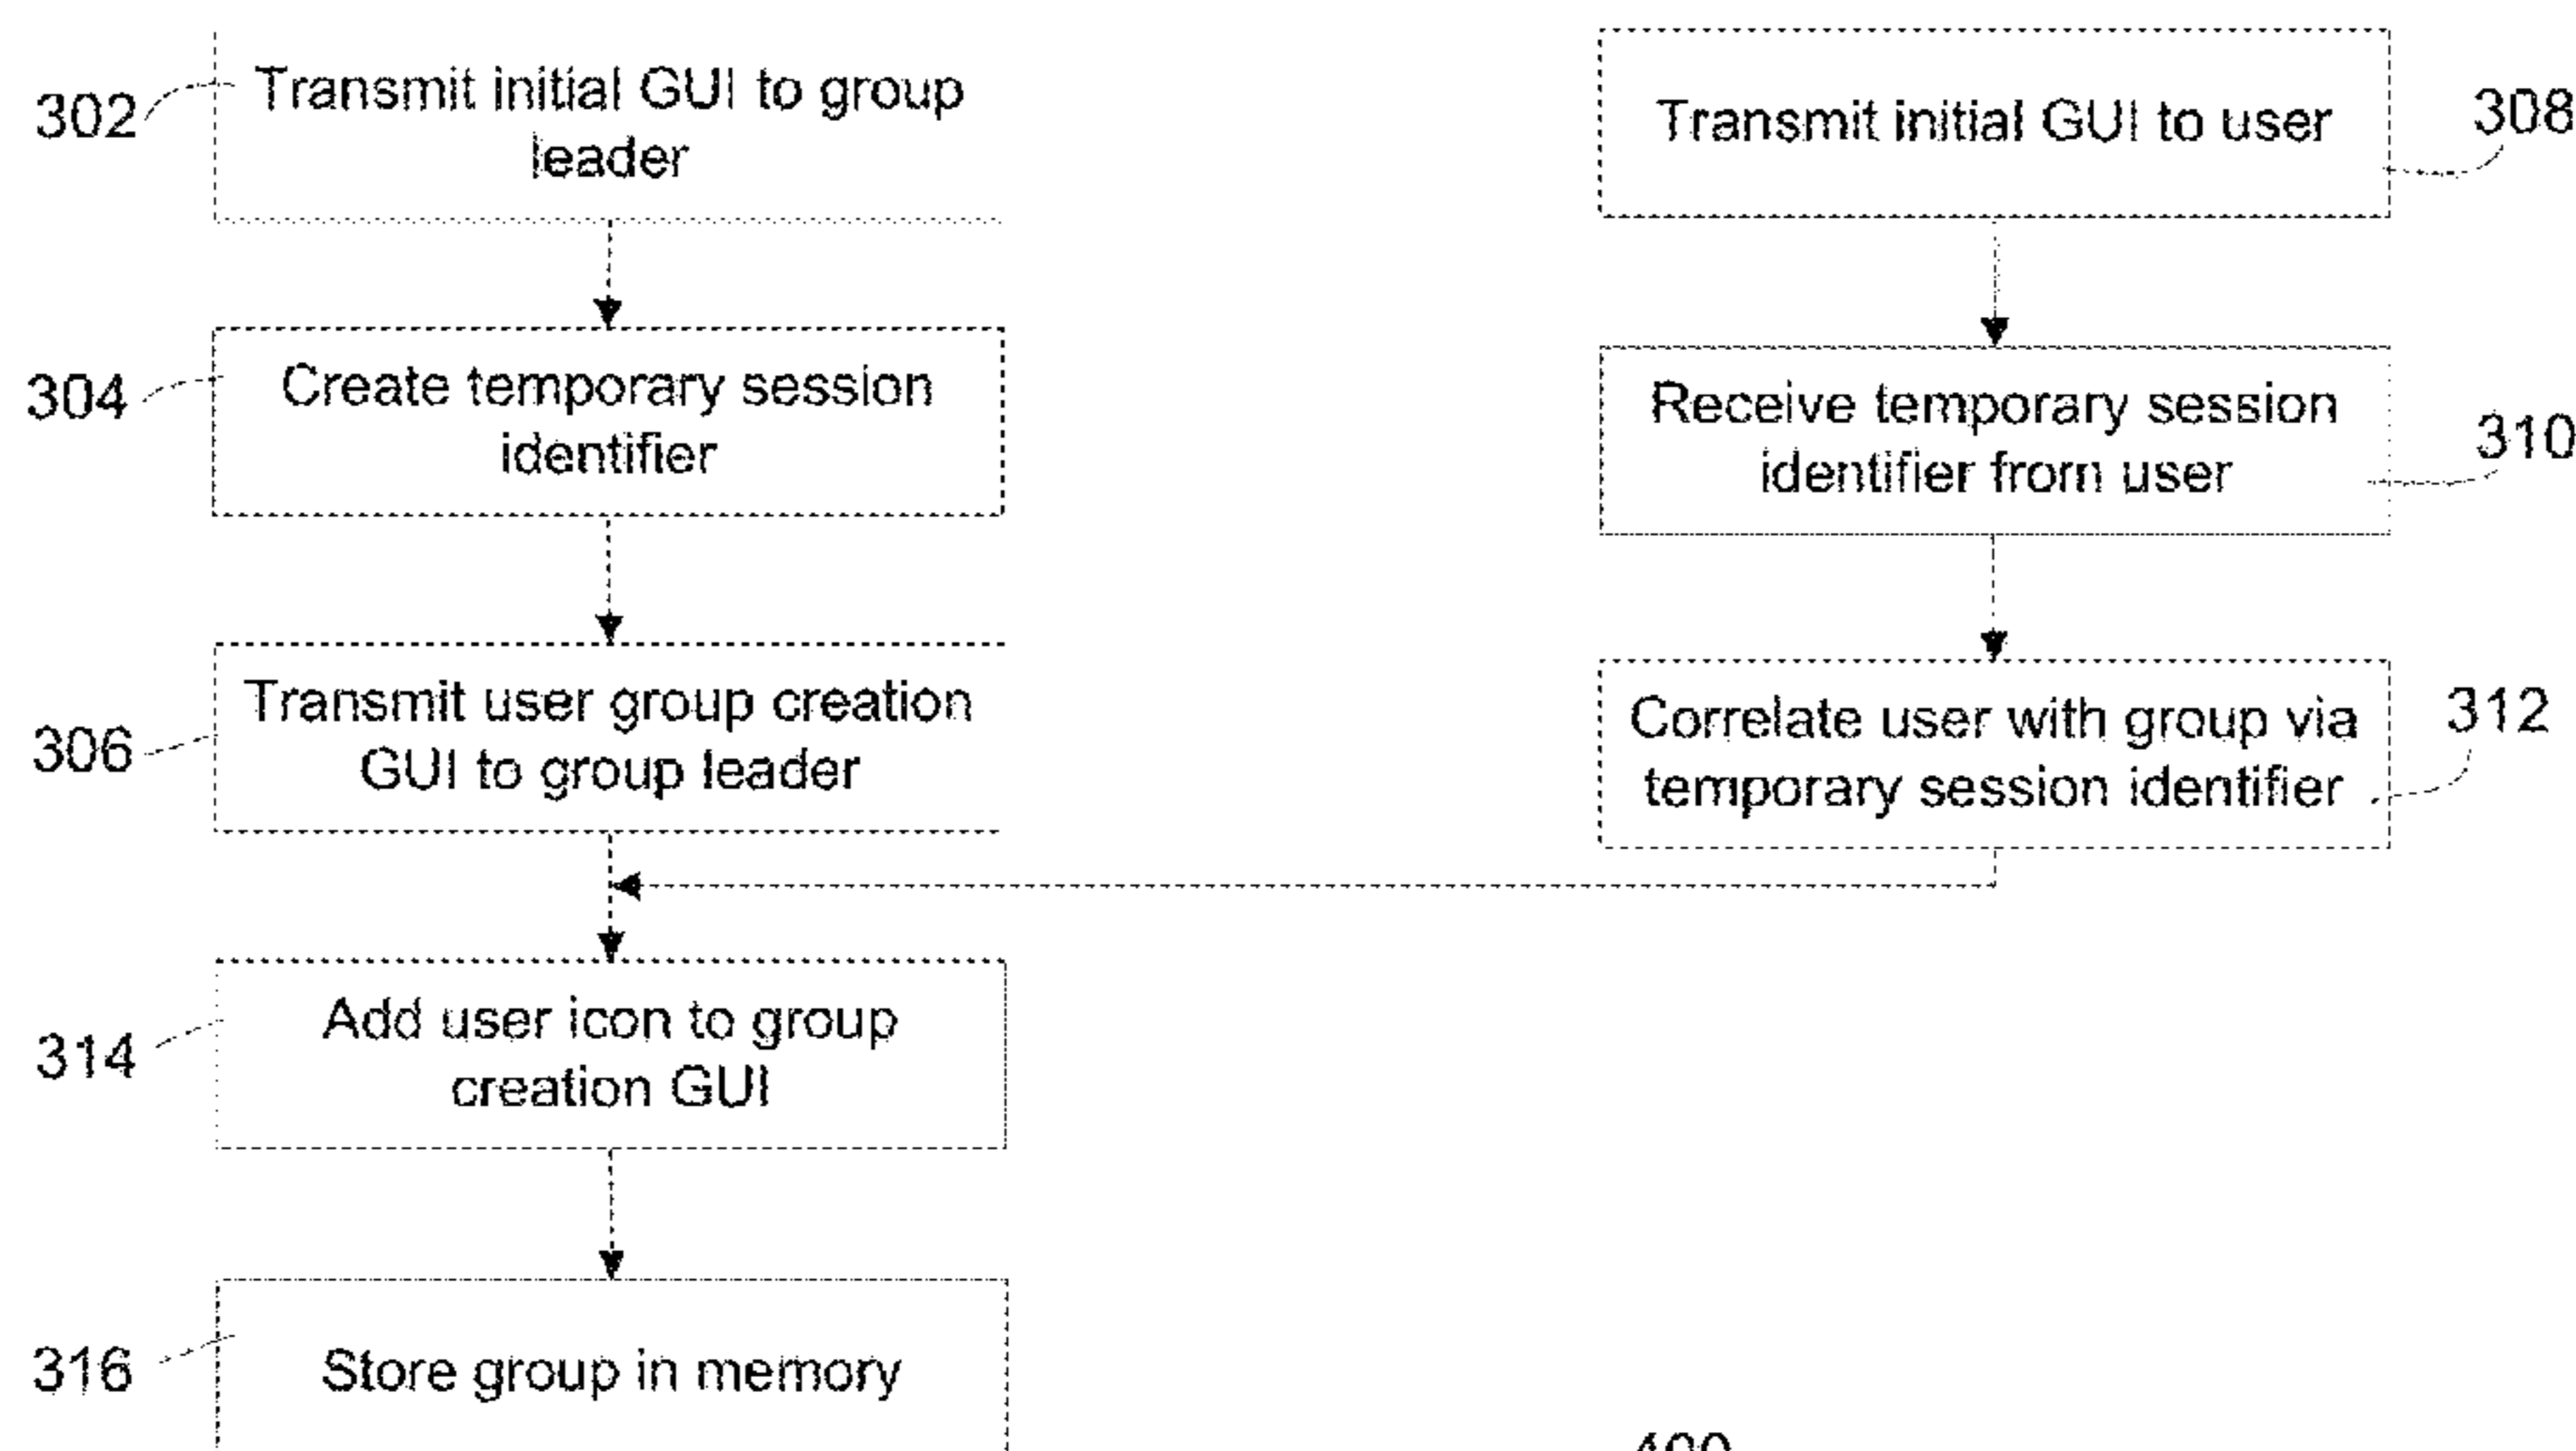 302
Transmit initial GUI to group
leader
304
Create temporary session
identifier
306
Transmit user group creation
GUI to group leader
308
Transmit initial GUI to user
310
Receive temporary session
identifier from user
312
Correlate user with group via
temporary session identifier
314
Add user icon to group
creation GUI
316
Store group in memory